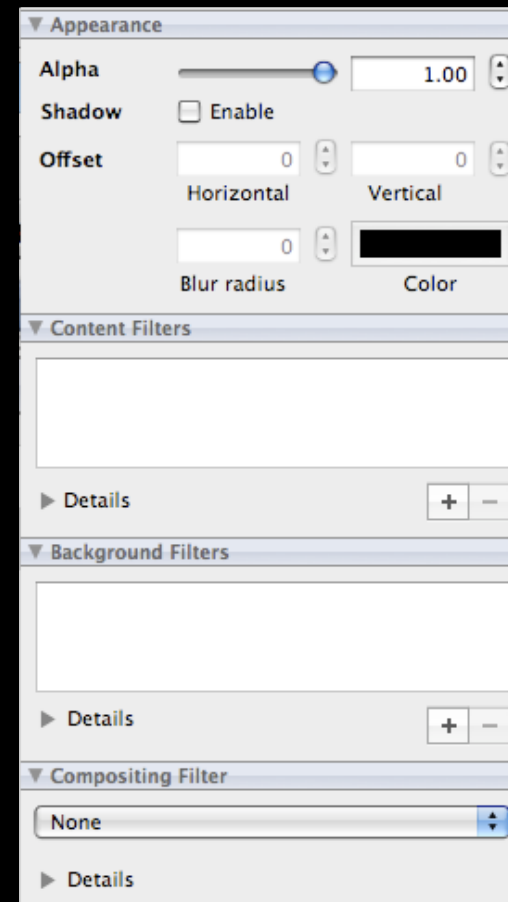 Appearance
Alpha 1.00
Shadow Enable
Offset 0 0
Horizontal Vertical
0
Blur radius Color
Content Filters
Details + −
Background Filters
Details + −
Compositing Filter
None
Details